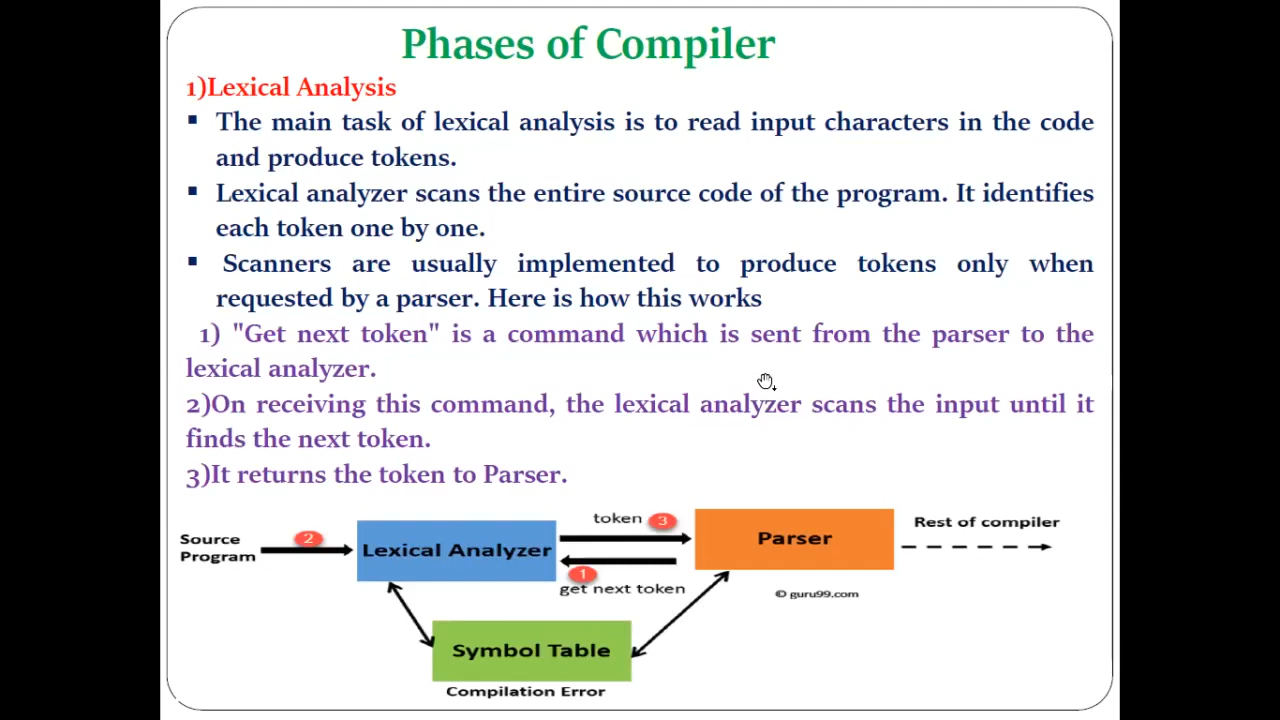 Phases of Compiler
1)Lexical Analysis
▪ The main task of lexical analysis is to read input characters in the code
and produce tokens.
▪ Lexical analyzer scans the entire source code of the program. It identifies
each token one by one.
▪ Scanners are usually implemented to produce tokens only when
requested by a parser. Here is how this works
1) "Get next token" is a command which is sent from the parser to the
lexical analyzer.
2)On receiving this command, the lexical analyzer scans the input until it
finds the next token.
3)It returns the token to Parser.
Source
Program
2
Lexical Analyzer
token 3
1
get next token
Parser
Rest of compiler
© guru99.com
Symbol Table
Compilation Error